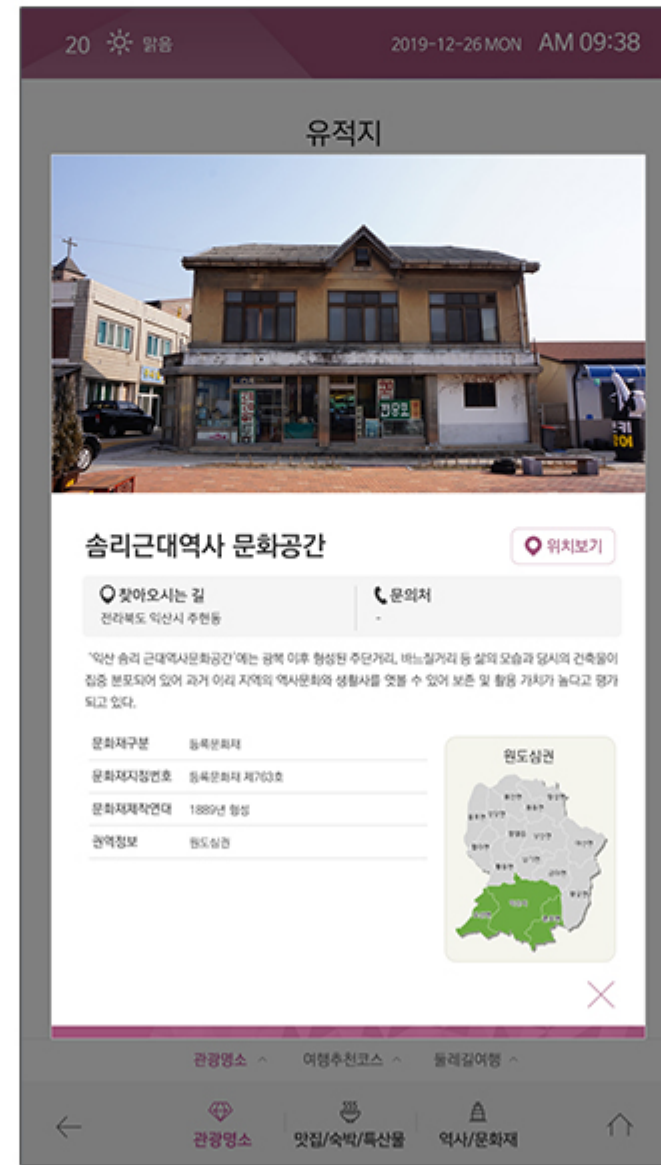 20 맑음 2019-12-26 MON AM 09:38
유적지
솜리근대역사 문화공간
위치보기
찾아오시는 길
전라북도 익산시 주현동
문의처
-
'익산 솜리 근대역사문화공간'에는 광복 이후 형성된 주단거리, 바느질거리 등 삶의 모습과 당시의 건축물이
집중 분포되어 있어 과거 이리 지역의 역사문화와 생활사를 엿볼 수 있어 보존 및 활용 가치가 높다고 평가
되고 있다.
문화재구분 등록문화재
문화재지정번호 등록문화재 제763호
문화재제작연대 1889년 형성
권역정보 원도심권
원도심권
관광명소 여행추천코스 둘레길여행
관광명소 맛집/숙박/특산물 역사/문화재